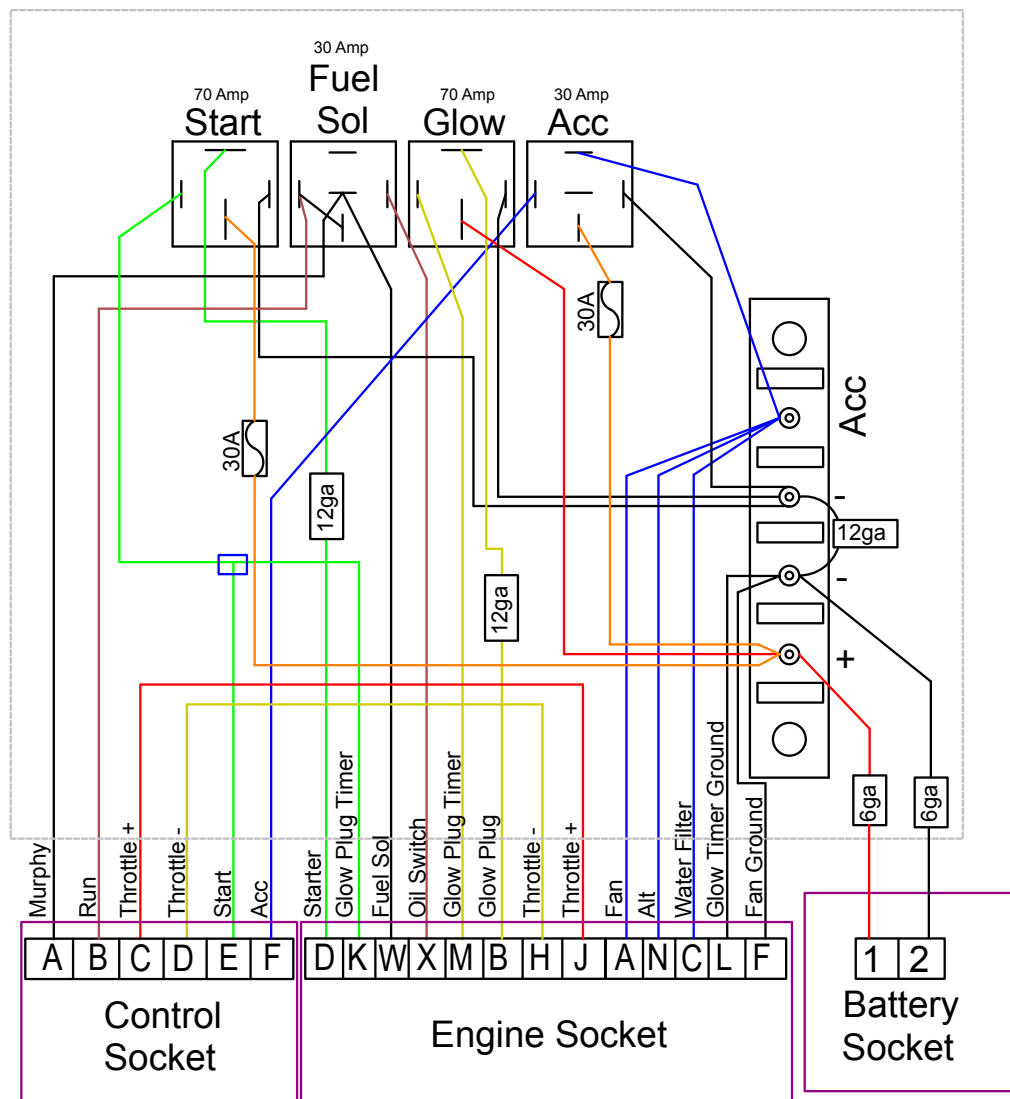 30 Amp
Fuel
Sol
70 Amp
Start
70 Amp
Glow
30 Amp
Acc
30A
30A
Acc
-
12ga
-
+
12ga
12ga
6ga
6ga
Murphy
Run
Throttle +
Throttle -
Start
Acc
Starter
Glow Plug Timer
Fuel Sol
Oil Switch
Glow Plug Timer
Glow Plug
Throttle -
Throttle +
Fan
Alt
Water Filter
Glow Timer Ground
Fan Ground
A B C D E F
D K W X M B H J A N C L F
1 2
Control
Socket
Engine Socket
Battery
Socket